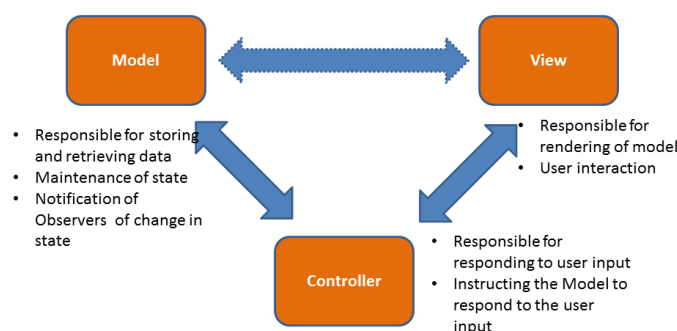 Model
View
• Responsible for storing
and retrieving data
• Maintenance of state
• Notification of
Observers of change in
state
• Responsible for
rendering of model
• User interaction
Controller
• Responsible for
responding to user input
• Instructing the Model to
respond to the user
input